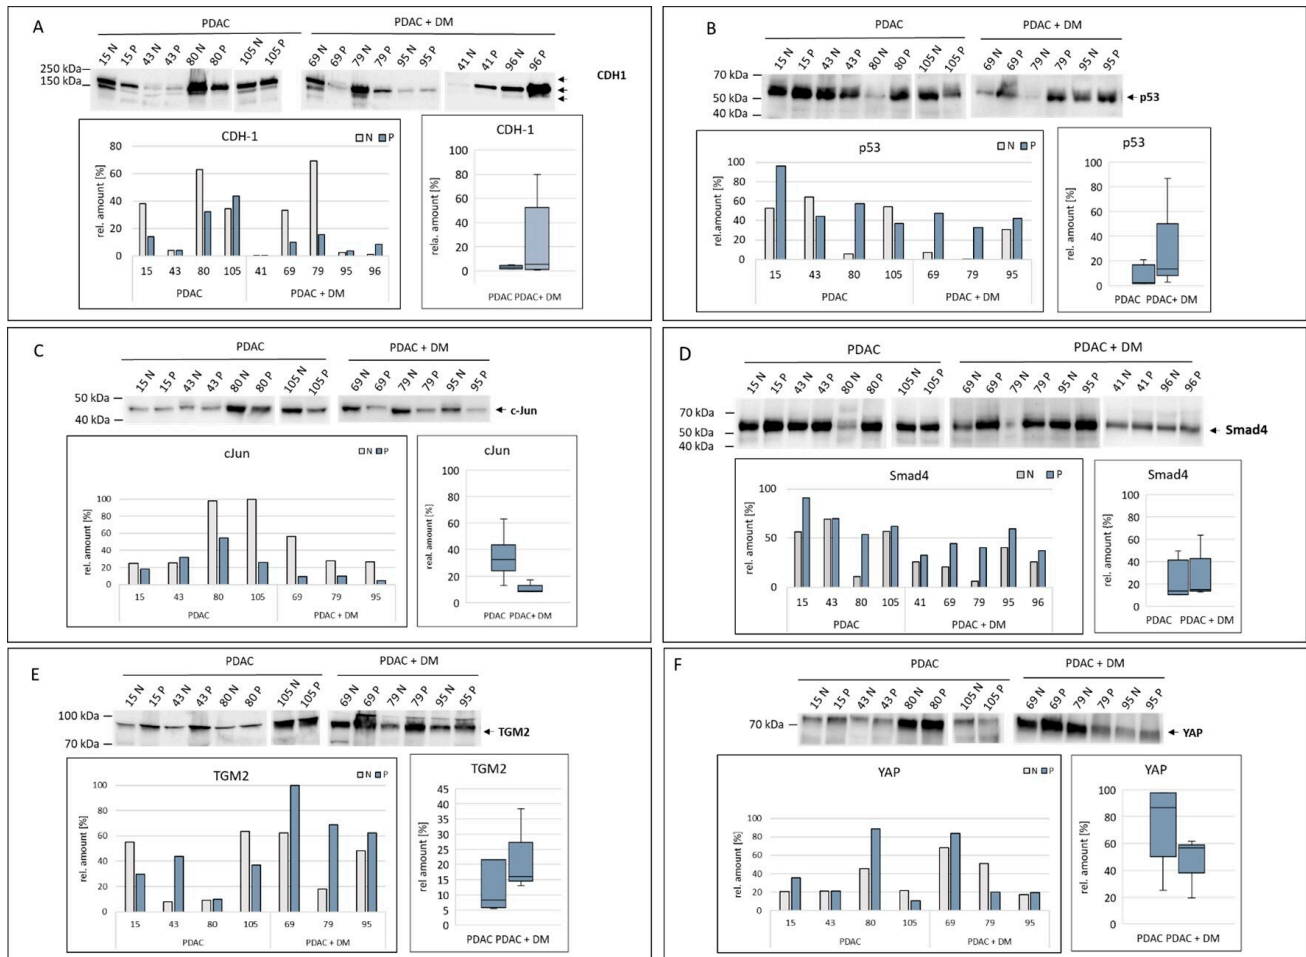 A
PDAC
PDAC + DM
15 N 15 P 43 N 43 P 80 N 80 P 105 N 105 P 69 N 69 P 79 N 79 P 95 N 95 P 41 N 41 P 96 N 96 P
250 kDa
150 kDa
CDH1
CDH-1
N P
rel. amount [%]
80
60
40
20
0
15 43 80 105 41 69 79 95 96
PDAC PDAC + DM
CDH-1
rela. amount [%]
100
80
60
40
20
0
PDAC PDAC+ DM
B
PDAC
PDAC + DM
15 N 15 P 43 N 43 P 80 N 80 P 105 N 105 P 69 N 69 P 79 N 79 P 95 N 95 P
70 kDa
50 kDa
40 kDa
p53
p53
N P
rel.amount [%]
100
80
60
40
20
0
15 43 80 105 69 79 95
PDAC PDAC + DM
p53
rel. amount [%]
100
80
60
40
20
0
PDAC PDAC+ DM
C
PDAC
PDAC + DM
15 N 15 P 43 N 43 P 80 N 80 P 105 N 105 P 69 N 69 P 79 N 79 P 95 N 95 P
50 kDa
40 kDa
c-Jun
cJun
N P
rel. amount [%]
100
80
60
40
20
0
15 43 80 105 69 79 95
PDAC PDAC + DM
cJun
real. amount [%]
100
80
60
40
20
0
PDAC PDAC+ DM
D
PDAC
PDAC + DM
15 N 15 P 43 N 43 P 80 N 80 P 105 N 105 P 69 N 69 P 79 N 79 P 95 N 95 P 41 N 41 P 96 N 96 P
70 kDa
50 kDa
Smad4
Smad4
N P
rel. amount [%]
100
50
0
15 43 80 105 41 69 79 95 96
PDAC PDAC + DM
Smad4
rel. amount [%]
100
80
60
40
20
0
PDAC PDAC + DM
E
PDAC
PDAC + DM
15 N 15 P 43 N 43 P 80 N 80 P 105 N 105 P 69 N 69 P 79 N 79 P 95 N 95 P
100 kDa
70 kDa
TGM2
TGM2
N P
rel. amount [%]
100
80
60
40
20
0
15 43 80 105 69 79 95
PDAC PDAC + DM
TGM2
rel. amount [%]
45
40
35
30
25
20
15
10
5
0
PDAC PDAC + DM
F
PDAC
PDAC + DM
15 N 15 P 43 N 43 P 80 N 80 P 105 N 105 P 69 N 69 P 79 N 79 P 95 N 95 P
70 kDa
YAP
YAP
N P
rel. amount [%]
100
80
60
40
20
0
15 43 80 105 69 79 95
PDAC PDAC + DM
YAP
rel. amount [%]
100
80
60
40
20
0
PDAC PDAC + DM